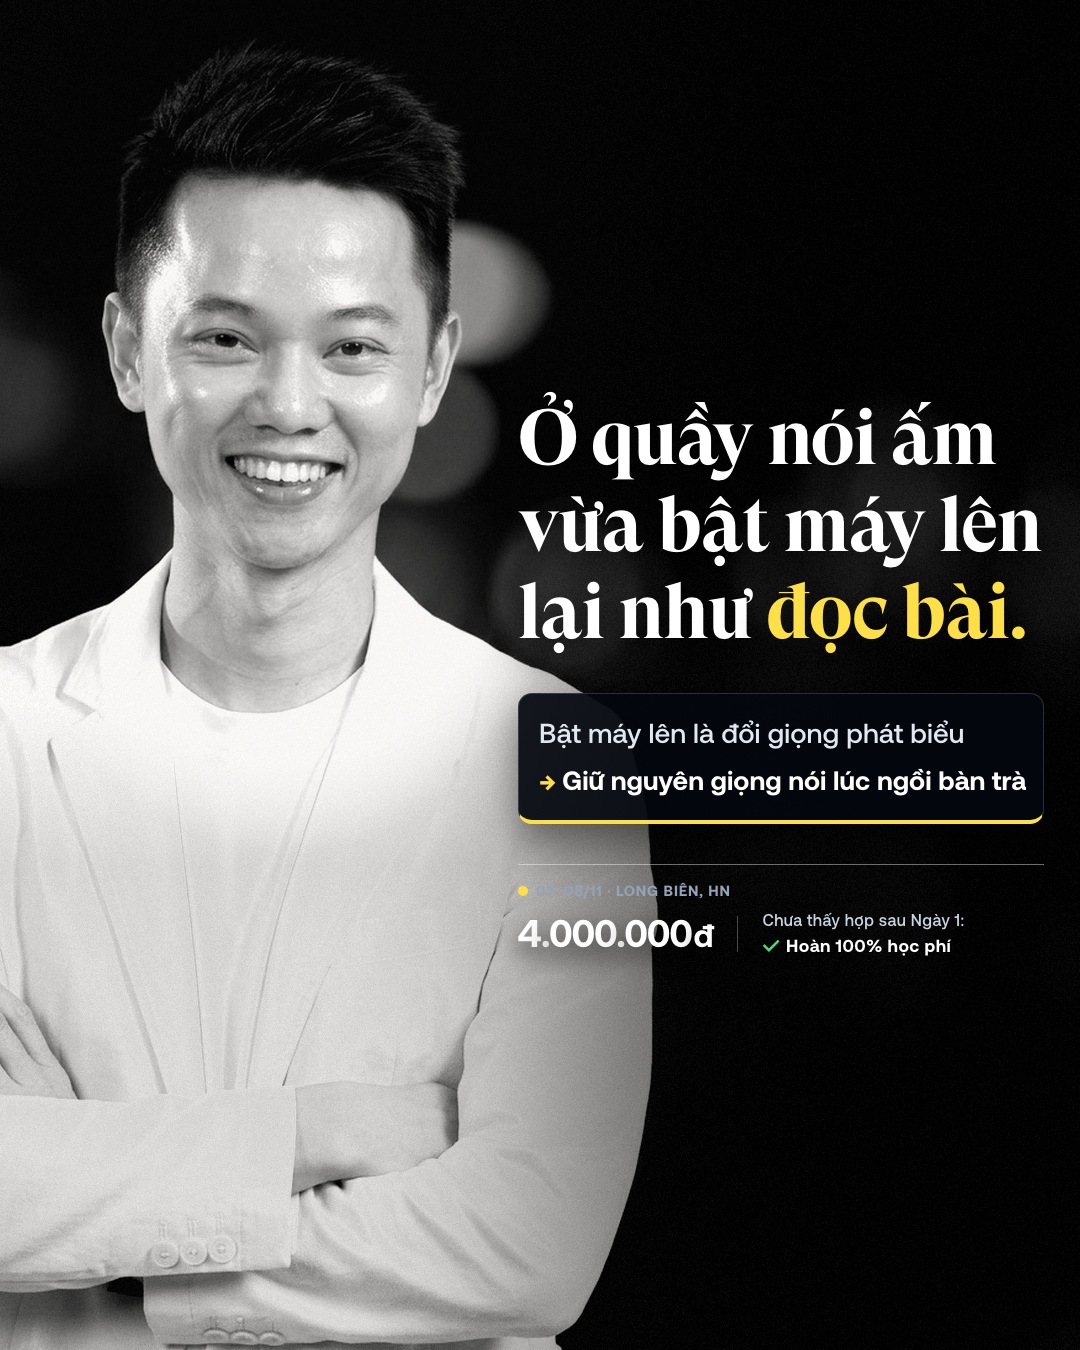 Ở quầy nói ấm
vừa bật máy lên
lại như đọc bài.
Bật máy lên là đổi giọng phát biểu
→ Giữ nguyên giọng nói lúc ngồi bàn trà
08/11 · LONG BIÊN, HN
4.000.000đ
Chưa thấy hợp sau Ngày 1:
✓ Hoàn 100% học phí